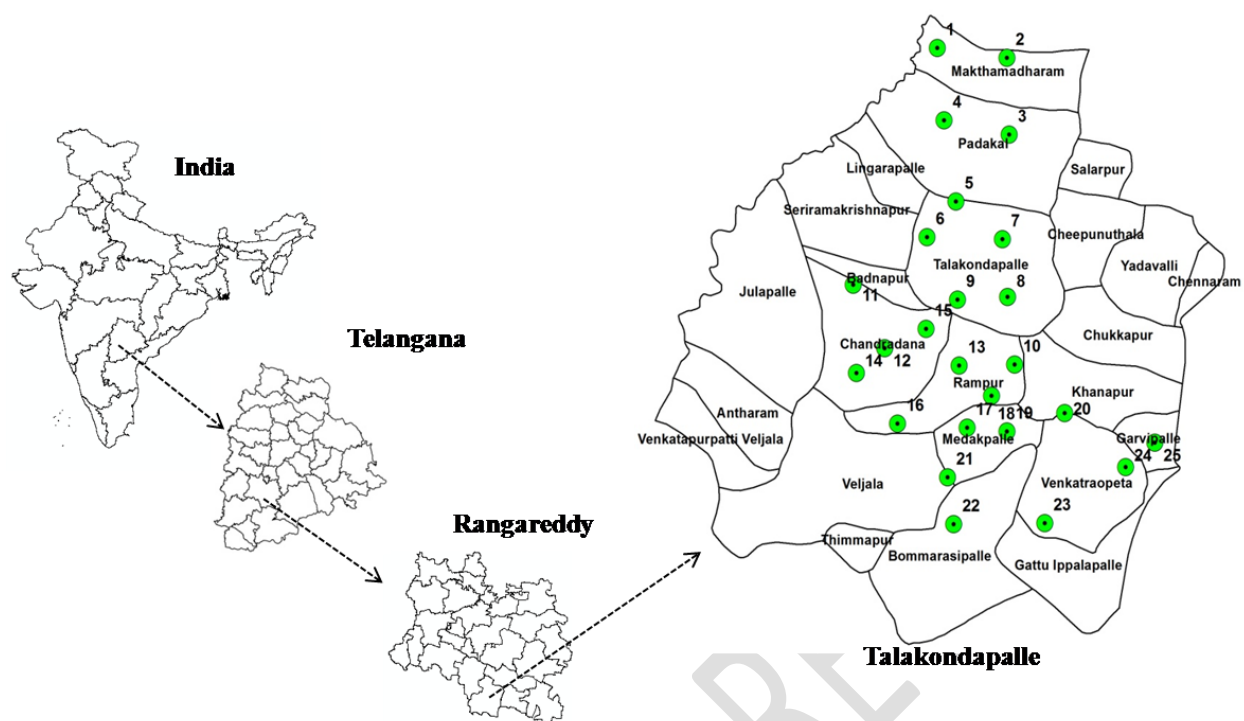 India
Telangana
Rangareddy
1
2
Makthamadharam
4
3
Padakal
Lingarapalle
Salarpur
5
Seriramakrishnapur
6
7
Cheepunuthala
Talakondapalle
Yadavalli
Badnapur
9
8
Chennaram
Julapalle
11
15
Chukkapur
Chandradana
14
12
13
10
Rampur
Khanapur
Antharam
16
17
18
19
20
Venkatapurpatti
Veljala
Medakpalle
Garvipalle
21
24
25
Veljala
Venkatraopeta
22
23
Thimmapur
Bommarasipalle
Gattu Ippalapalle
Talakondapalle